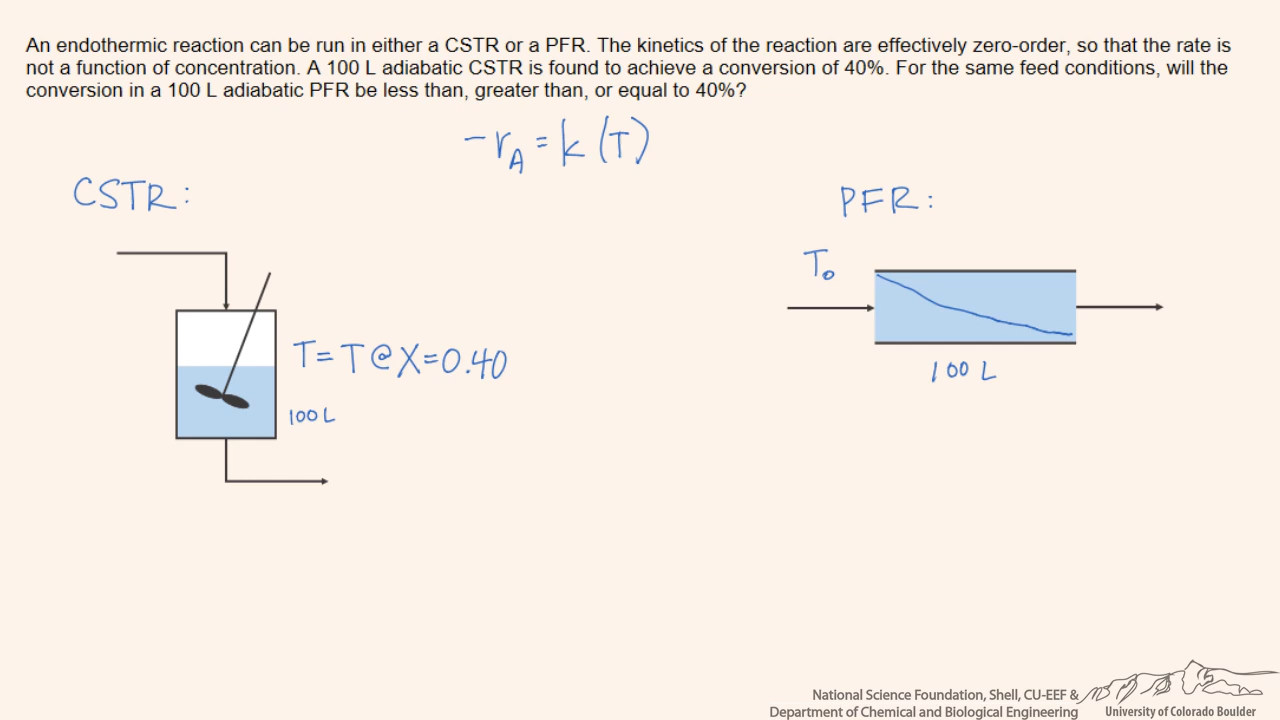 An endothermic reaction can be run in either a CSTR or a PFR. The kinetics of the reaction are effectively zero-order, so that the rate is
not a function of concentration. A 100 L adiabatic CSTR is found to achieve a conversion of 40%. For the same feed conditions, will the
conversion in a 100 L adiabatic PFR be less than, greater than, or equal to 40%?
-rA = k (T)
CSTR:
PFR:
To
T = T @ X = 0.40
100 L
100 L
National Science Foundation, Shell, CU-EEF &
Department of Chemical and Biological Engineering
University of Colorado Boulder